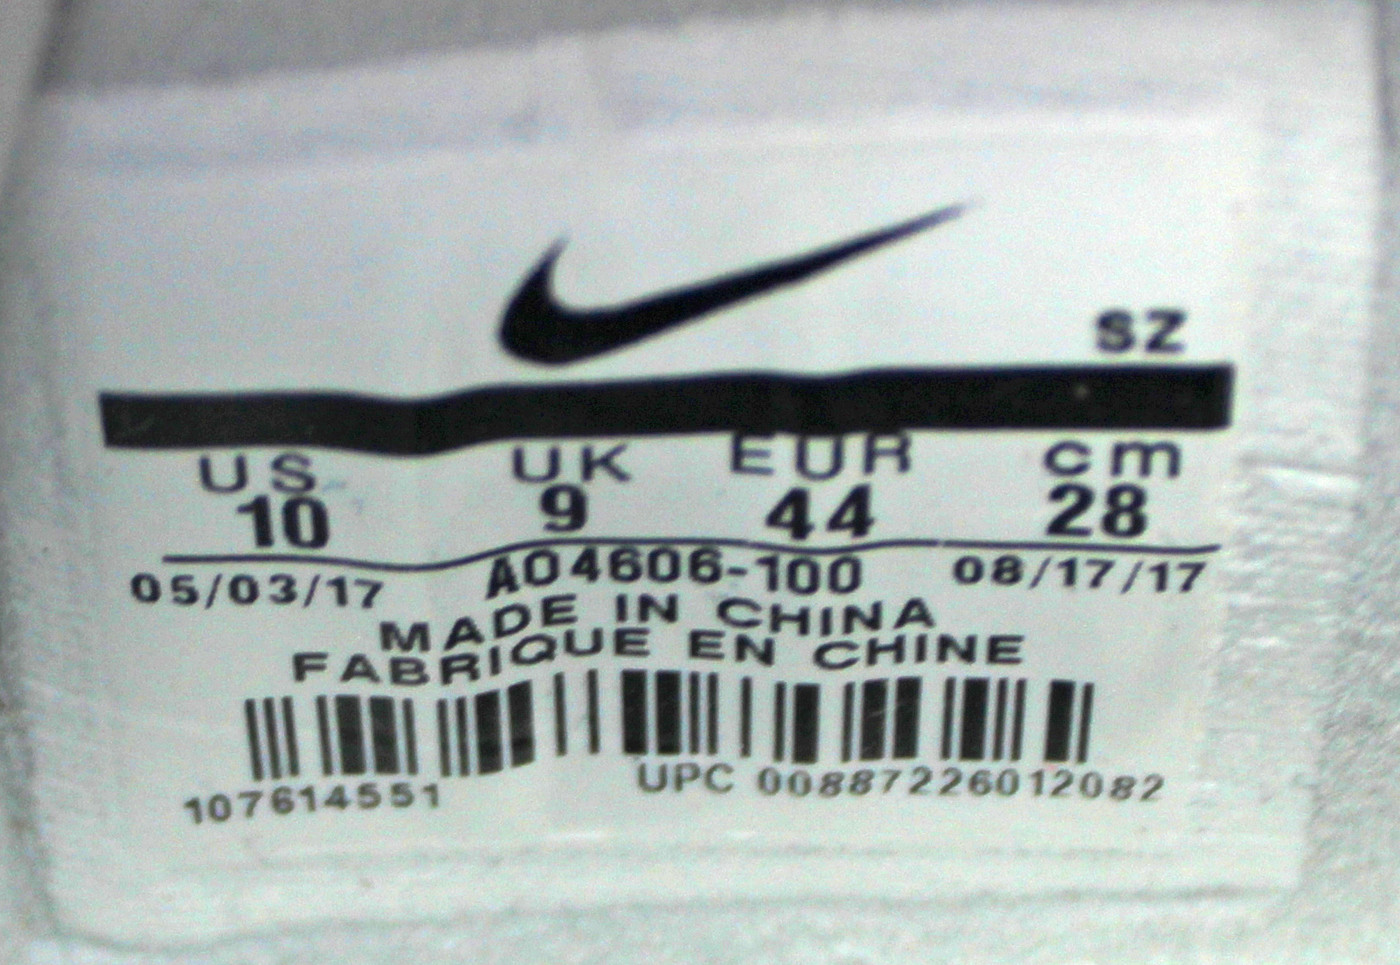 SZ
US UK EUR cm
10 9 44 28
05/03/17 AO4606-100 08/17/17
MADE IN CHINA
FABRIQUE EN CHINE
107614551 UPC 00887226012082